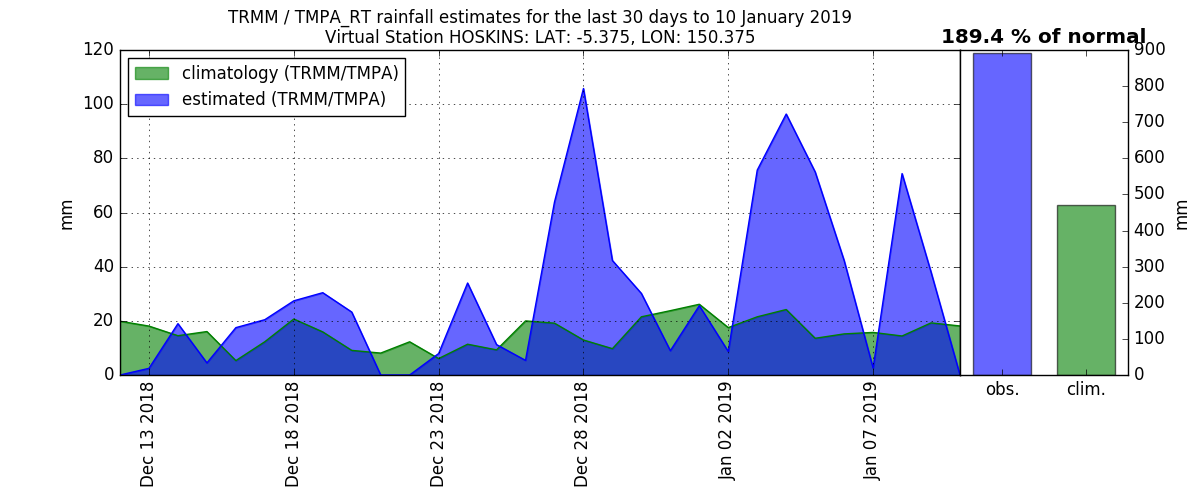 TRMM / TMPA_RT rainfall estimates for the last 30 days to 10 January 2019
Virtual Station HOSKINS: LAT: -5.375, LON: 150.375
189.4 % of normal
climatology (TRMM/TMPA)
estimated (TRMM/TMPA)
120
100
80
60
40
20
0
mm
Dec 13 2018
Dec 18 2018
Dec 23 2018
Dec 28 2018
Jan 02 2019
Jan 07 2019
obs.
clim.
900
800
700
600
500
400
300
200
100
0
mm